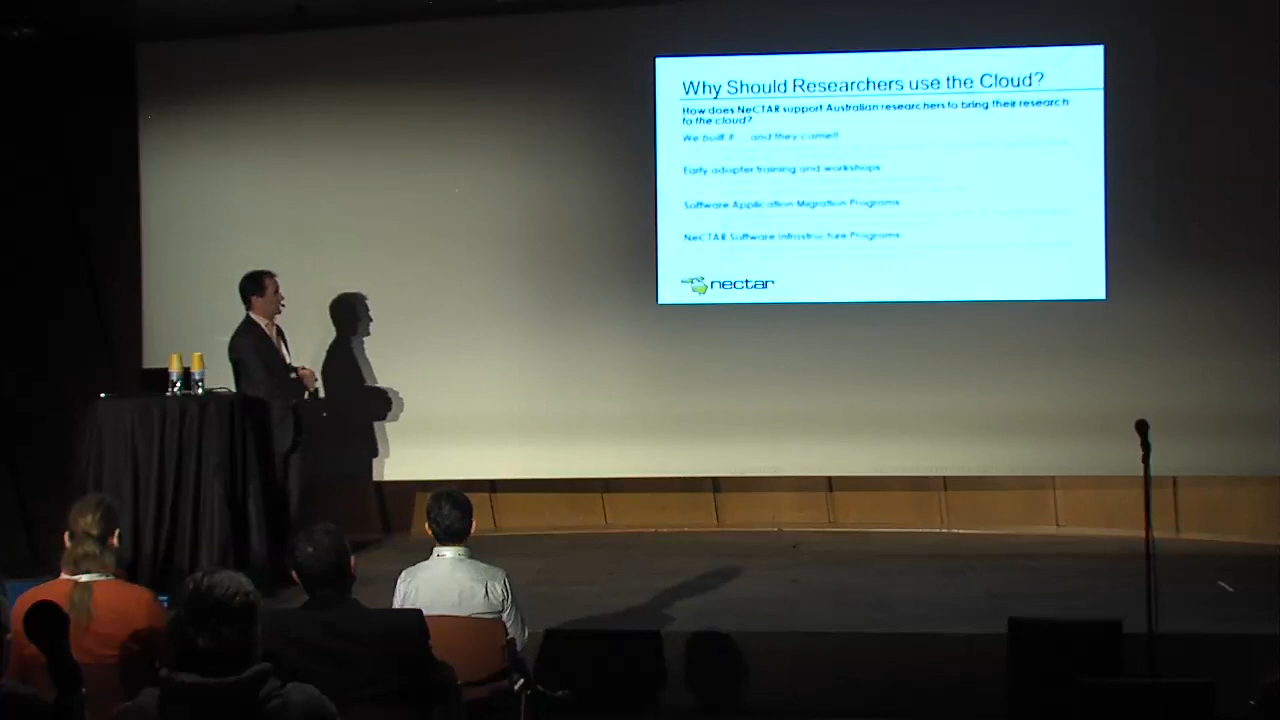 Why Should Researchers use the Cloud?
How does NeCTAR support Australian researchers to bring their research
to the cloud?
We built it and they came!!
Early adopter training and workshops
Software Application Migration Programs
NeCTAR Software Infrastructure Programs
nectar